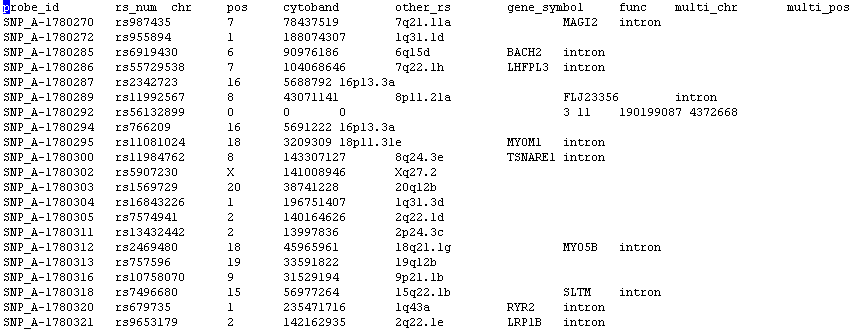 probe_id rs_num chr pos cytoband other_rs gene_symbol func multi_chr multi_pos
SNP_A-1780270 rs987435 7 78437519 7q21.11a MAGI2 intron
SNP_A-1780272 rs955894 1 188074307 1q31.1d
SNP_A-1780285 rs6919430 6 90976186 6q15d BACH2 intron
SNP_A-1780286 rs55729538 7 104068646 7q22.1h LHFPL3 intron
SNP_A-1780287 rs2342723 16 5688792 16p13.3a
SNP_A-1780289 rs11992567 8 43071141 8p11.21a FLJ23356 intron
SNP_A-1780292 rs56132899 0 0 0 3 11 190199087 4372668
SNP_A-1780294 rs766209 16 5691222 16p13.3a
SNP_A-1780295 rs11081024 18 3209309 18p11.31e MYOM1 intron
SNP_A-1780300 rs11984762 8 143307127 8q24.3e TSNARE1 intron
SNP_A-1780302 rs5907230 X 141008946 Xq27.2
SNP_A-1780303 rs1569729 20 38741228 20q12b
SNP_A-1780304 rs16843226 1 196751407 1q31.3d
SNP_A-1780305 rs7574941 2 140164626 2q22.1d
SNP_A-1780311 rs13432442 2 13997836 2p24.3c
SNP_A-1780312 rs2469480 18 45965961 18q21.1g MYO5B intron
SNP_A-1780313 rs757596 19 33591822 19q12b
SNP_A-1780316 rs10758070 9 31529194 9p21.1b
SNP_A-1780318 rs7496680 15 56977264 15q22.1b SLTM intron
SNP_A-1780320 rs679735 1 235471716 1q43a RYR2 intron
SNP_A-1780321 rs9653179 2 142162935 2q22.1e LRP1B intron